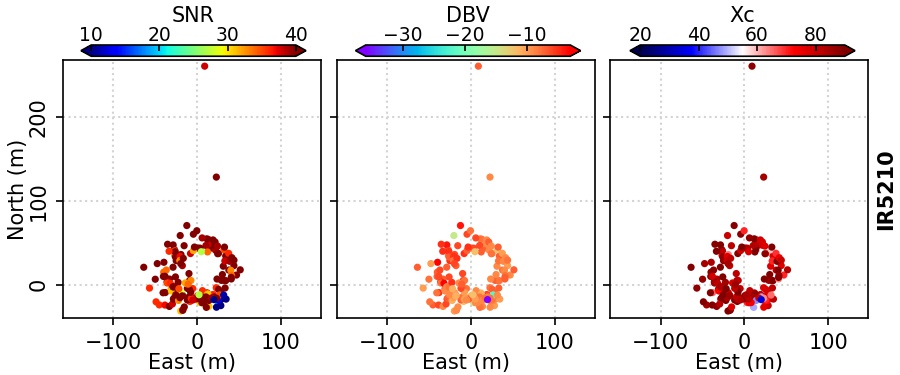 SNR DBV Xc
10 20 30 40 −30 −20 −10 20 40 60 80
200
100
0
North (m)
IR5210
−100 0 100 −100 0 100 −100 0 100
East (m) East (m) East (m)